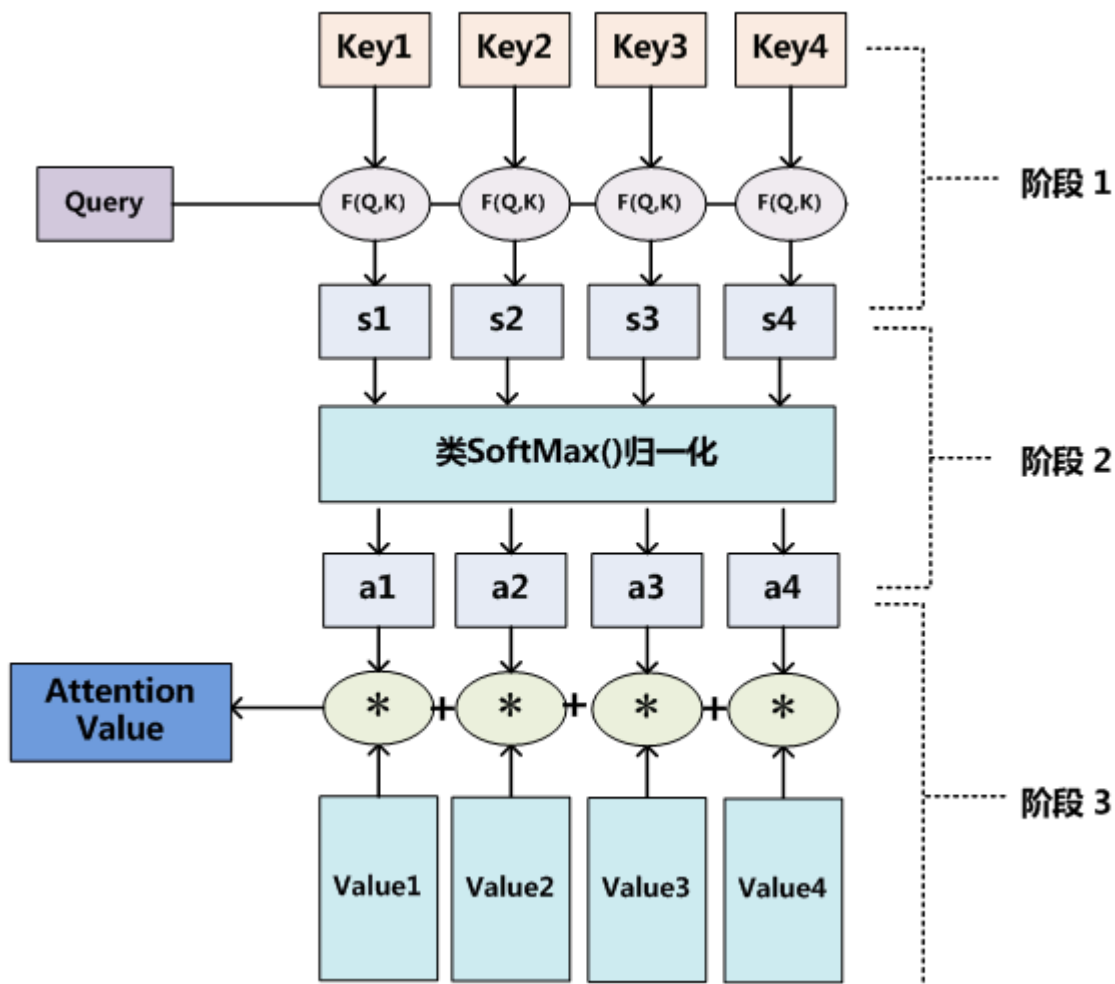 Key1 Key2 Key3 Key4
阶段 1
Query F(Q,K) F(Q,K) F(Q,K) F(Q,K)
s1 s2 s3 s4
类SoftMax()归一化
阶段 2
a1 a2 a3 a4
Attention
Value
* + * + * + *
阶段 3
Value1 Value2 Value3 Value4